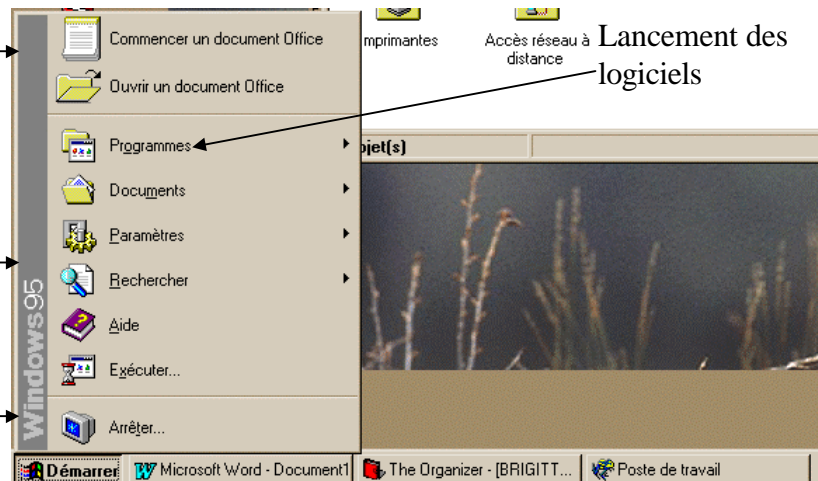 Commencer un document Office
Ouvrir un document Office
Programmes
Documents
Paramètres
Rechercher
Aide
Exécuter...
Arrêter...
Windows95
mprimantes
Accès réseau à
distance
Lancement des
logiciels
ojet(s)
Démarrer
Microsoft Word - Document1
The Organizer - [BRIGITT...
Poste de travail